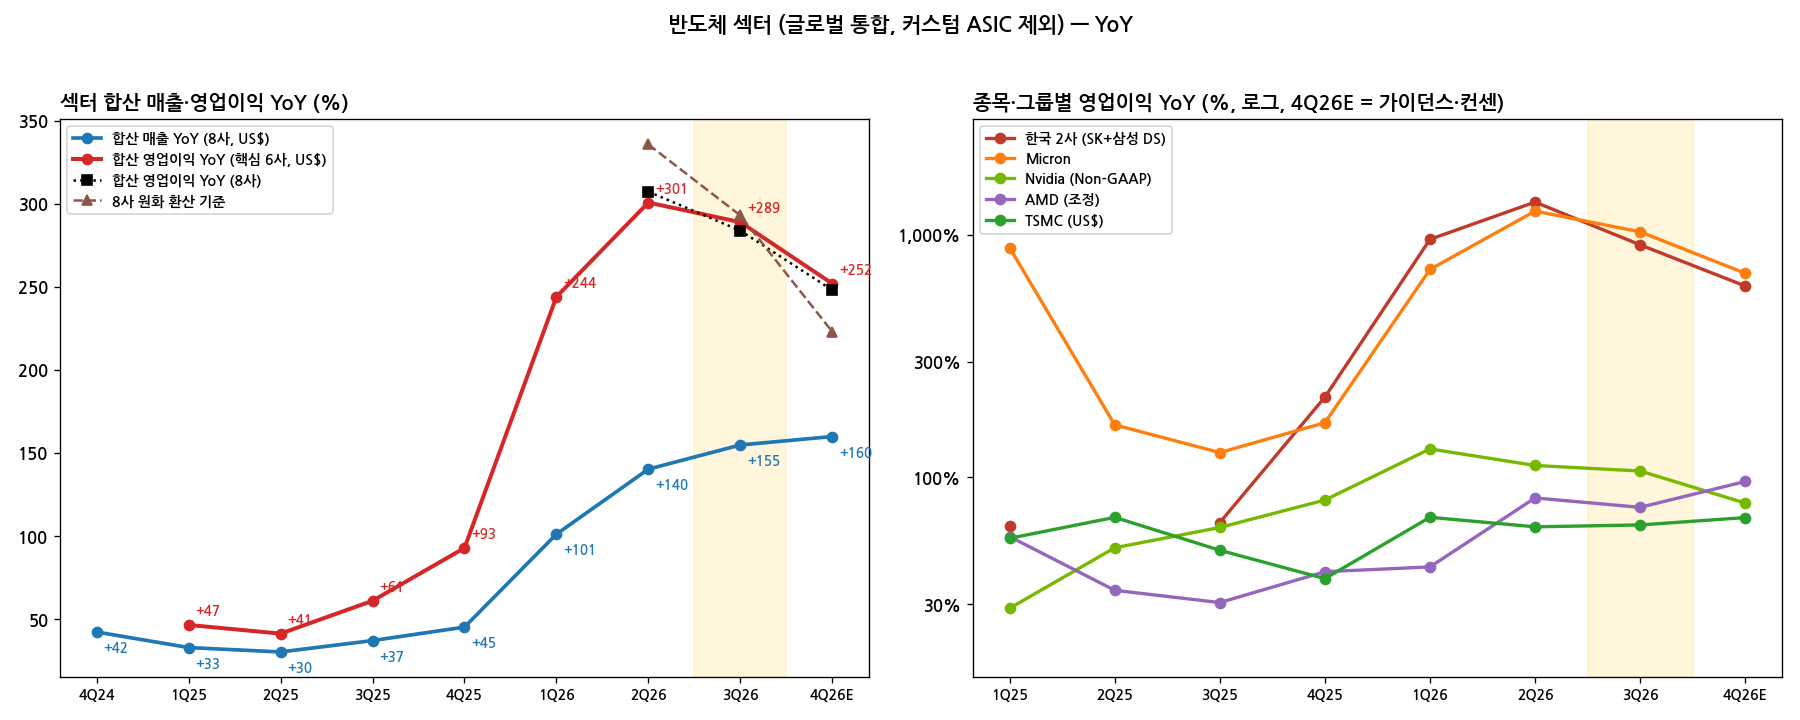 반도체 섹터 (글로벌 통합, 커스텀 ASIC 제외) — YoY
섹터 합산 매출·영업이익 YoY (%)
합산 매출 YoY (8사, US$)
합산 영업이익 YoY (핵심 6사, US$)
합산 영업이익 YoY (8사)
8사 원화 환산 기준
350
300
250
200
150
100
50
+42
+33
+30
+37
+45
+101
+140
+155
+160
+47
+41
+61
+93
+244
+301
+289
+252
4Q24
1Q25
2Q25
3Q25
4Q25
1Q26
2Q26
3Q26
4Q26E
종목·그룹별 영업이익 YoY (%, 로그, 4Q26E = 가이던스·컨센)
한국 2사 (SK+삼성 DS)
Micron
Nvidia (Non-GAAP)
AMD (조정)
TSMC (US$)
1,000%
300%
100%
30%
1Q25
2Q25
3Q25
4Q25
1Q26
2Q26
3Q26
4Q26E